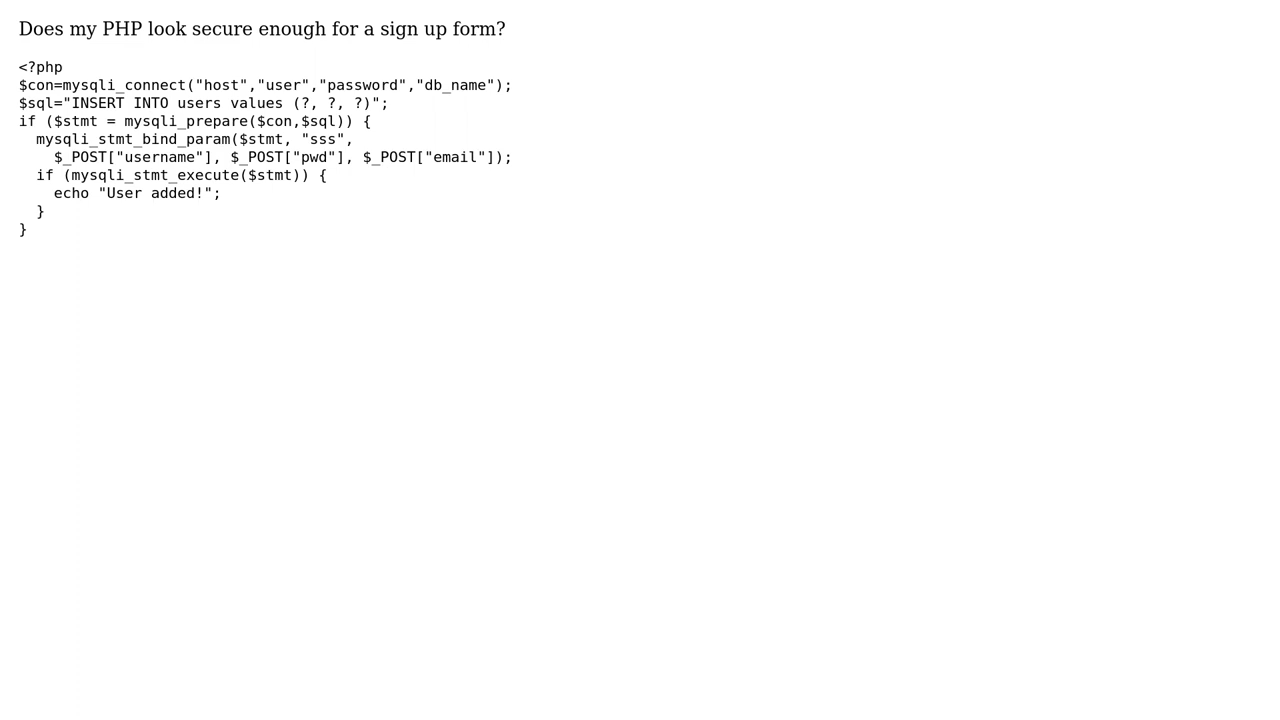 Does my PHP look secure enough for a sign up form?
<?php
$con=mysqli_connect("host","user","password","db_name");
$sql="INSERT INTO users values (?, ?, ?)";
if ($stmt = mysqli_prepare($con,$sql)) {
  mysqli_stmt_bind_param($stmt, "sss",
    $_POST["username"], $_POST["pwd"], $_POST["email"]);
  if (mysqli_stmt_execute($stmt)) {
    echo "User added!";
  }
}